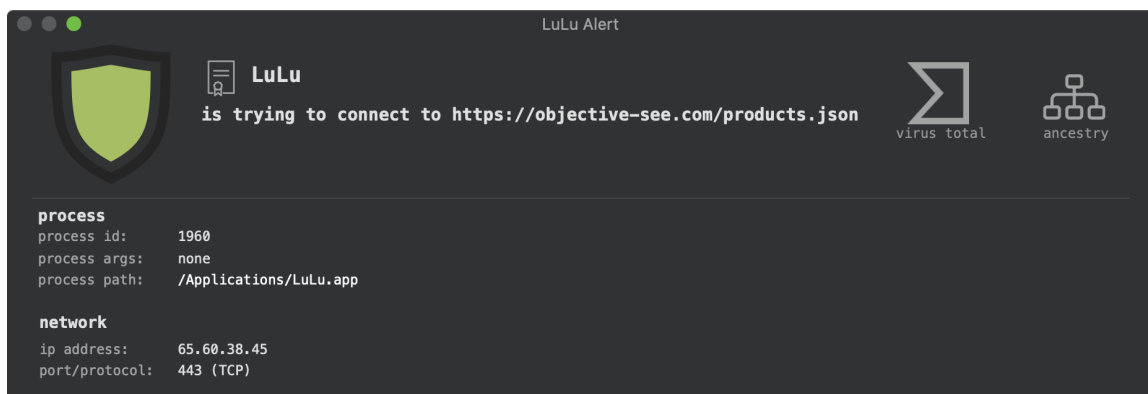 LuLu Alert
LuLu
is trying to connect to https://objective-see.com/products.json
virus total
ancestry
process
process id: 1960
process args: none
process path: /Applications/LuLu.app
network
ip address: 65.60.38.45
port/protocol: 443 (TCP)